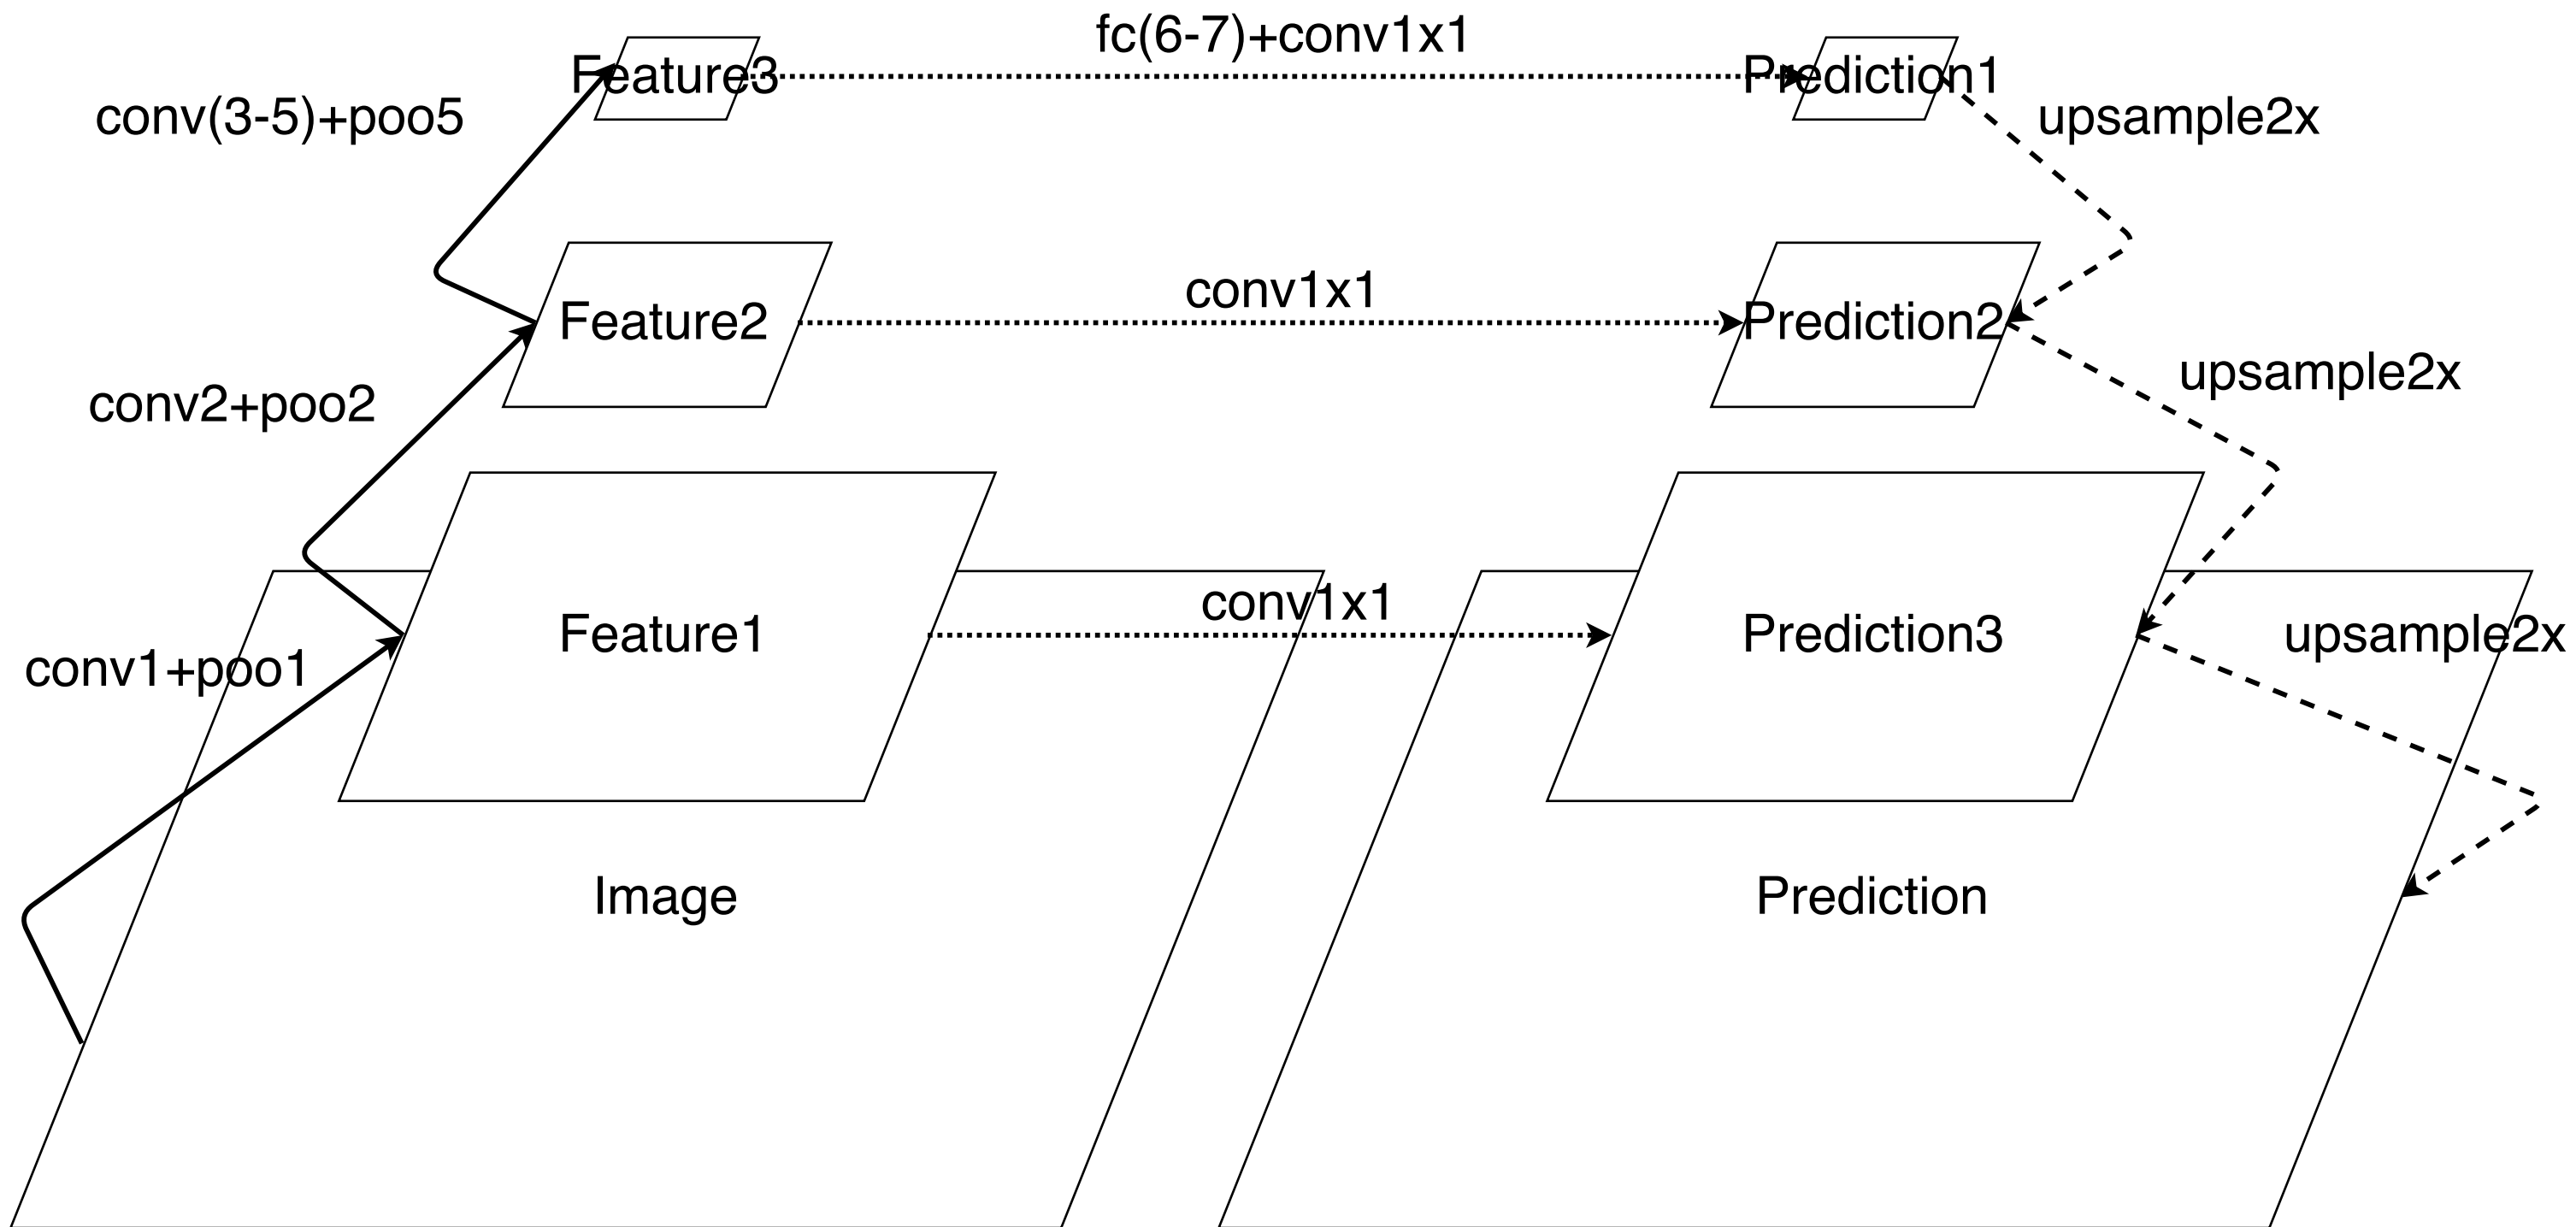 fc(6-7)+conv1x1
Feature3
Prediction1
conv(3-5)+poo5
upsample2x
conv1x1
Feature2
Prediction2
upsample2x
conv2+poo2
conv1x1
Feature1
Prediction3
upsample2x
conv1+poo1
Image
Prediction